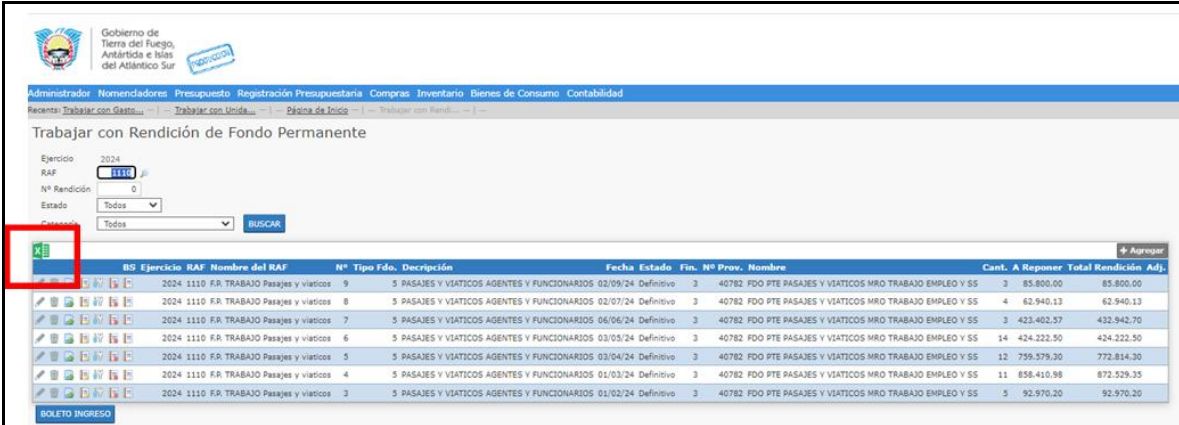 Gobierno de
Tierra del Fuego,
Antártida e Islas
del Atlántico Sur
PRODUCCION
Administrador Nomencladores Presupuesto Registración Presupuestaria Compras Inventario Bienes de Consumo Contabilidad
Recents: Trabajar con Gasto... -- | -- Trabajar con Unida... -- | -- Página de Inicio -- | -- Trabajar con Rendi... -- | --
Trabajar con Rendición de Fondo Permanente
Ejercicio 2024
RAF 1110
Nº Rendición 0
Estado Todos
Categoría Todos BUSCAR
+ Agregar
BS Ejercicio RAF Nombre del RAF Nº Tipo Fdo. Decripción Fecha Estado Fin. Nº Prov. Nombre Cant. A Reponer Total Rendición Adj.
2024 1110 F.P. TRABAJO Pasajes y viaticos 9 5 PASAJES Y VIATICOS AGENTES Y FUNCIONARIOS 02/09/24 Definitivo 3 40782 FDO PTE PASAJES Y VIATICOS MRO TRABAJO EMPLEO Y SS 3 85.800,00 85.800,00
2024 1110 F.P. TRABAJO Pasajes y viaticos 8 5 PASAJES Y VIATICOS AGENTES Y FUNCIONARIOS 02/07/24 Definitivo 3 40782 FDO PTE PASAJES Y VIATICOS MRO TRABAJO EMPLEO Y SS 4 62.940,13 62.940,13
2024 1110 F.P. TRABAJO Pasajes y viaticos 7 5 PASAJES Y VIATICOS AGENTES Y FUNCIONARIOS 06/06/24 Definitivo 3 40782 FDO PTE PASAJES Y VIATICOS MRO TRABAJO EMPLEO Y SS 3 423.402,57 432.942,70
2024 1110 F.P. TRABAJO Pasajes y viaticos 6 5 PASAJES Y VIATICOS AGENTES Y FUNCIONARIOS 03/05/24 Definitivo 3 40782 FDO PTE PASAJES Y VIATICOS MRO TRABAJO EMPLEO Y SS 14 424.222,50 424.222,50
2024 1110 F.P. TRABAJO Pasajes y viaticos 5 5 PASAJES Y VIATICOS AGENTES Y FUNCIONARIOS 03/04/24 Definitivo 3 40782 FDO PTE PASAJES Y VIATICOS MRO TRABAJO EMPLEO Y SS 12 759.579,30 772.814,30
2024 1110 F.P. TRABAJO Pasajes y viaticos 4 5 PASAJES Y VIATICOS AGENTES Y FUNCIONARIOS 01/03/24 Definitivo 3 40782 FDO PTE PASAJES Y VIATICOS MRO TRABAJO EMPLEO Y SS 11 858.410,98 872.529,35
2024 1110 F.P. TRABAJO Pasajes y viaticos 3 5 PASAJES Y VIATICOS AGENTES Y FUNCIONARIOS 01/02/24 Definitivo 3 40782 FDO PTE PASAJES Y VIATICOS MRO TRABAJO EMPLEO Y SS 5 92.970,20 92.970,20
BOLETO INGRESO